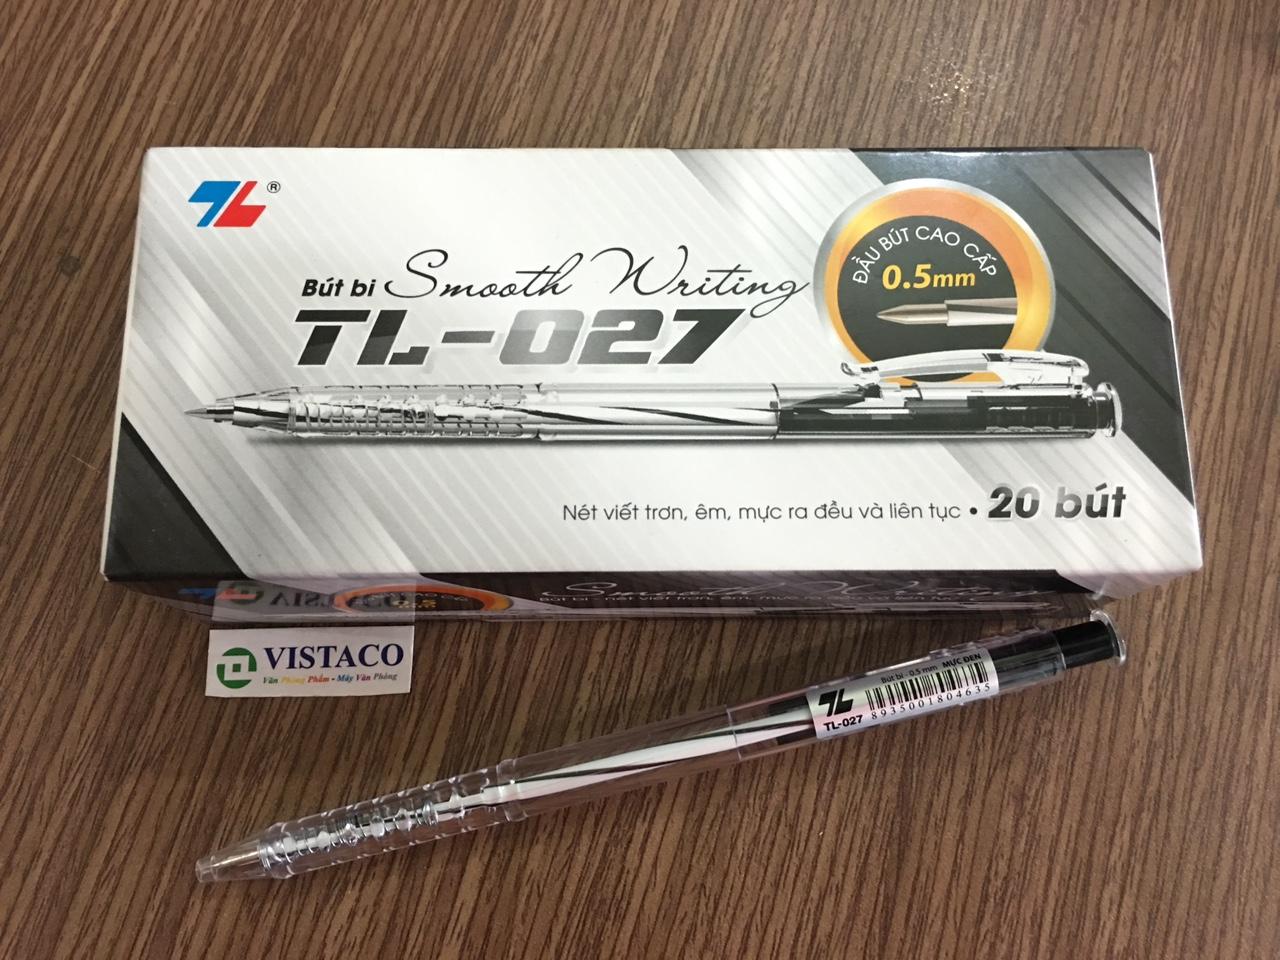 TL ®
ĐẦU BÚT CAO CẤP
0.5mm
Bút bi Smooth Writing
TL-027
Nét viết trơn, êm, mực ra đều và liên tục • 20 bút
Smooth Writing
VISTACO
Văn Phòng Phẩm - Máy Văn Phòng
Bút bi - 0.5 mm MỰC ĐEN
TL
TL-027
8935001804635